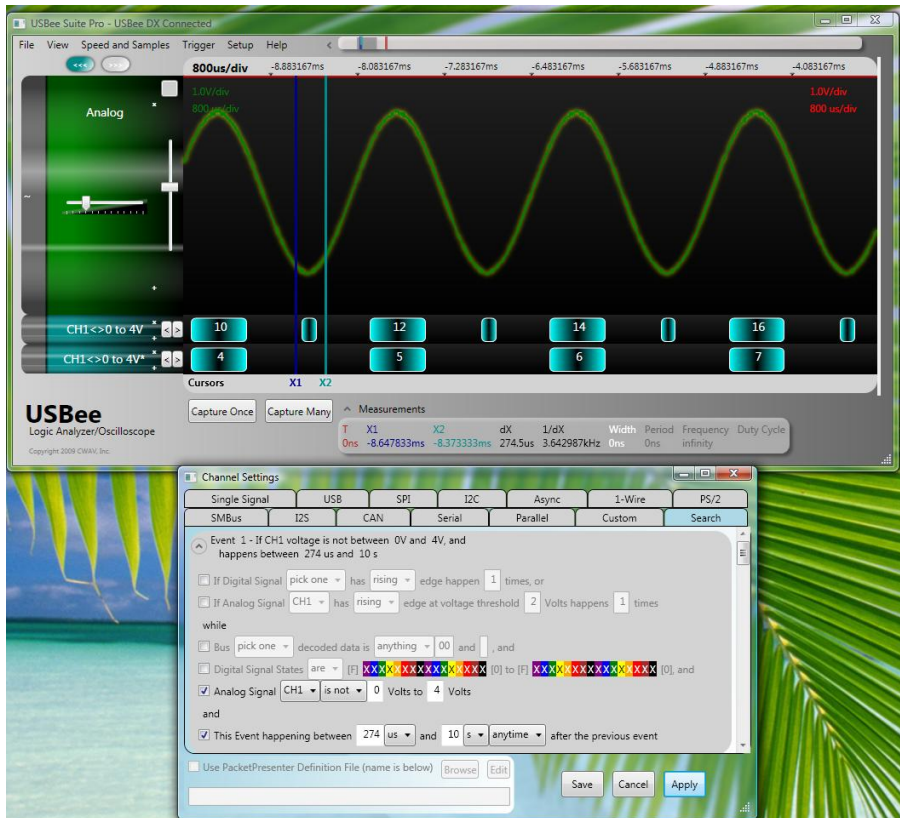 USBee Suite Pro - USBee DX Connected
File View Speed and Samples Trigger Setup Help <
<<< >>>
800us/div -8.883167ms -8.083167ms -7.283167ms -6.483167ms -5.683167ms -4.883167ms -4.083167ms
1.0V/div 1.0V/div
800 us/div 800 us/div
Analog
~
CH1<>0 to 4V < > 10 12 14 16
CH1<>0 to 4V* < > 4 5 6 7
Cursors X1 X2
USBee
Logic Analyzer/Oscilloscope
Copyright 2009 CWAV, Inc.
Capture Once Capture Many Measurements
T X1 X2 dX 1/dX Width Period Frequency Duty Cycle
0ns -8.647833ms -8.373333ms 274.5us 3.642987kHz 0ns 0ns infinity
Channel Settings
Single Signal USB SPI I2C Async 1-Wire PS/2
SMBus I2S CAN Serial Parallel Custom Search
Event 1 - If CH1 voltage is not between 0V and 4V, and
happens between 274 us and 10 s
If Digital Signal pick one has rising edge happen 1 times, or
If Analog Signal CH1 has rising edge at voltage threshold 2 Volts happens 1 times
while
Bus pick one decoded data is anything 00 and , and
Digital Signal States are [F] XXXXXXXXXXXXXXXX [0] to [F] XXXXXXXXXXXXXXXX [0], and
Analog Signal CH1 is not 0 Volts to 4 Volts
and
This Event happening between 274 us and 10 s anytime after the previous event
Use PacketPresenter Definition File (name is below) Browse Edit
Save Cancel Apply